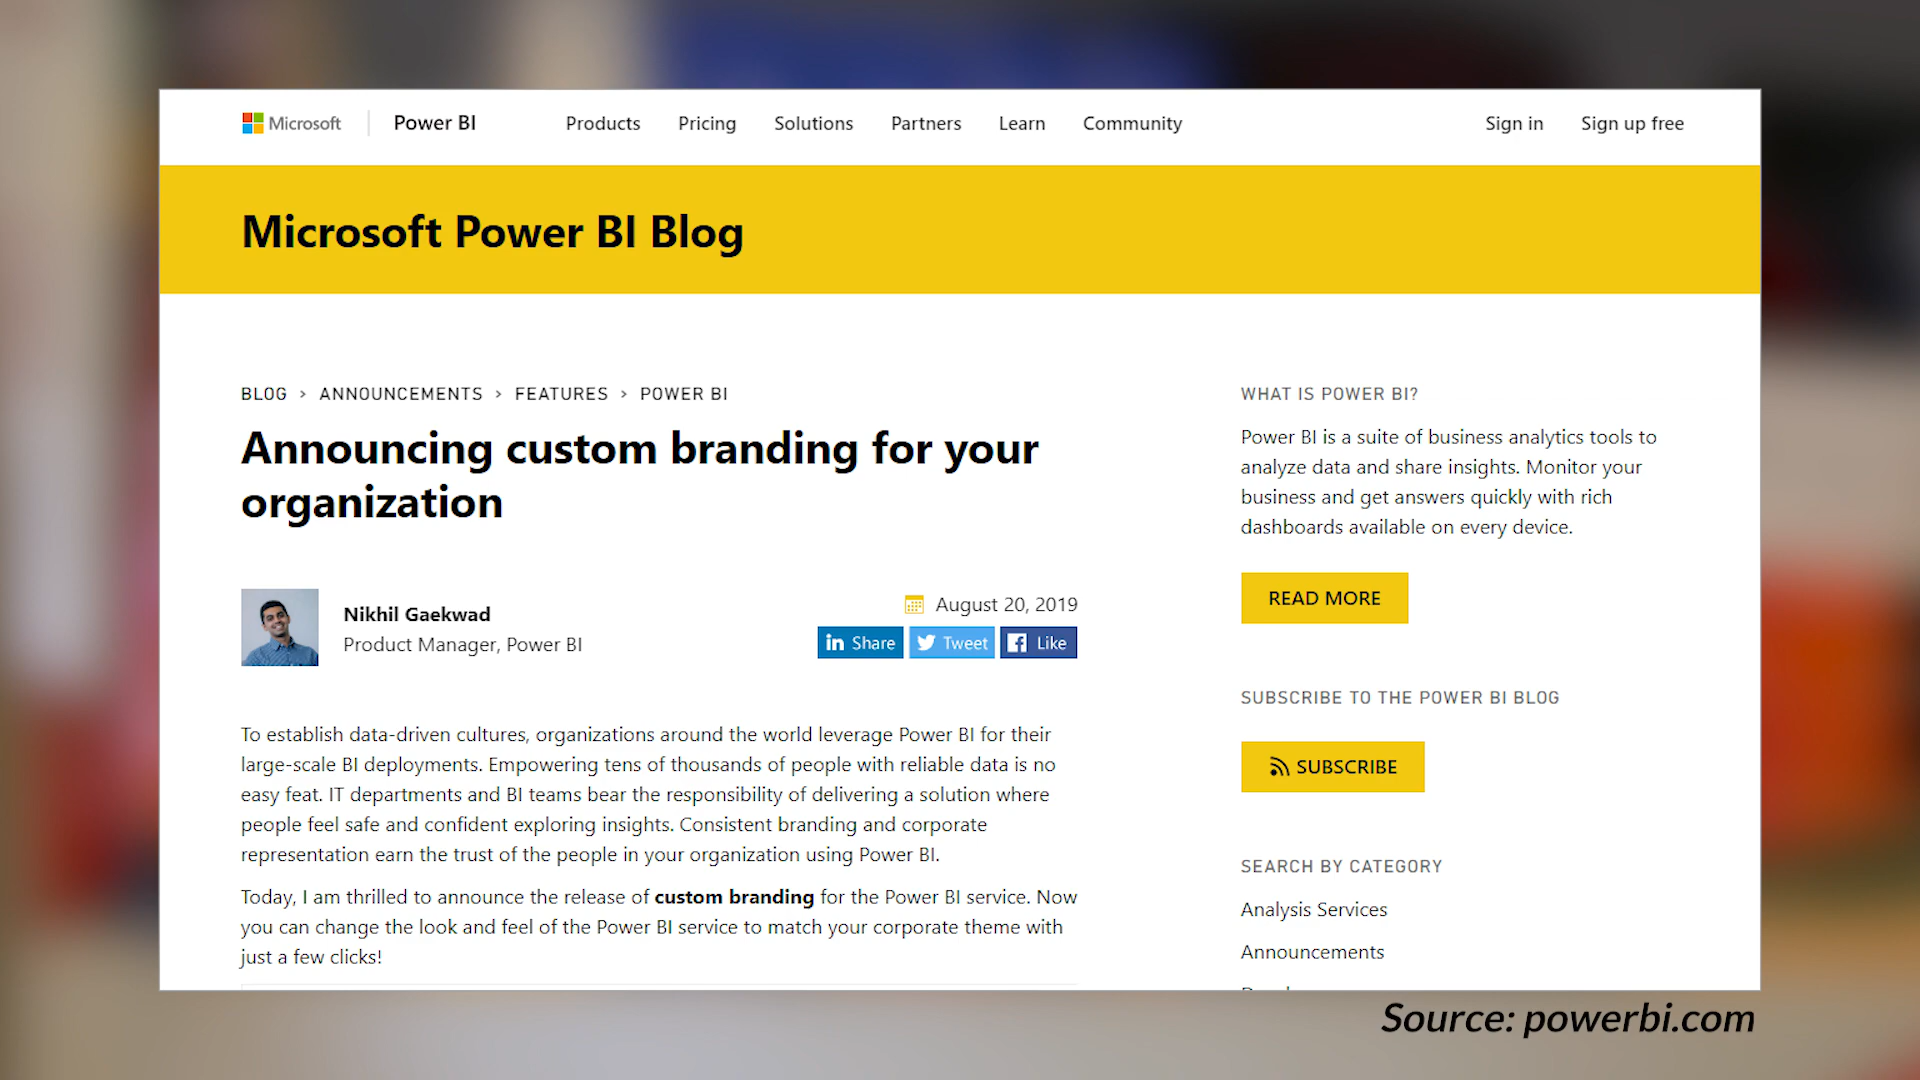 Microsoft Power BI Products Pricing Solutions Partners Learn Community Sign in Sign up free
Microsoft Power BI Blog
BLOG > ANNOUNCEMENTS > FEATURES > POWER BI
Announcing custom branding for your
organization
Nikhil Gaekwad
Product Manager, Power BI
August 20, 2019
in Share Tweet Like
To establish data-driven cultures, organizations around the world leverage Power BI for their
large-scale BI deployments. Empowering tens of thousands of people with reliable data is no
easy feat. IT departments and BI teams bear the responsibility of delivering a solution where
people feel safe and confident exploring insights. Consistent branding and corporate
representation earn the trust of the people in your organization using Power BI.
Today, I am thrilled to announce the release of custom branding for the Power BI service. Now
you can change the look and feel of the Power BI service to match your corporate theme with
just a few clicks!
WHAT IS POWER BI?
Power BI is a suite of business analytics tools to
analyze data and share insights. Monitor your
business and get answers quickly with rich
dashboards available on every device.
READ MORE
SUBSCRIBE TO THE POWER BI BLOG
SUBSCRIBE
SEARCH BY CATEGORY
Analysis Services
Announcements
Source: powerbi.com